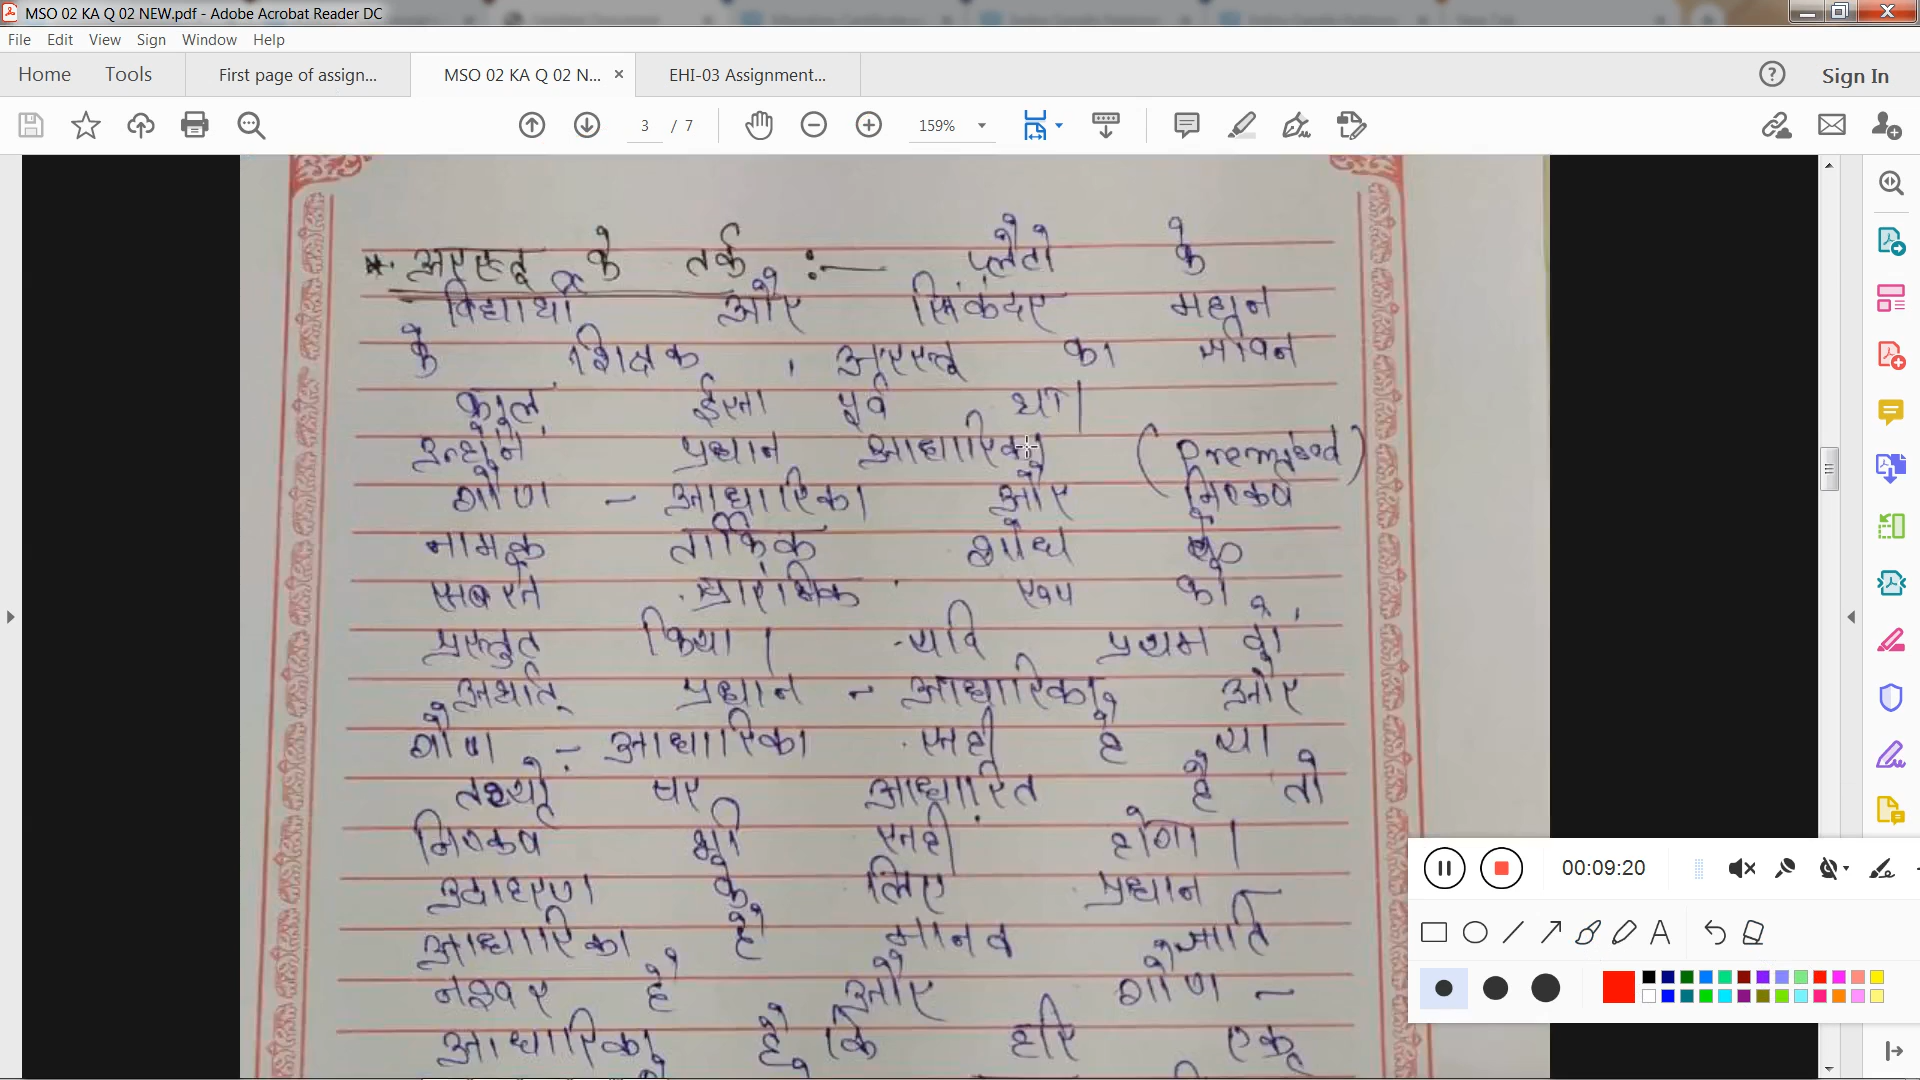 MSO 02 KA Q 02 NEW.pdf - Adobe Acrobat Reader DC
File Edit View Sign Window Help
Home Tools First page of assign... MSO 02 KA Q 02 N... × EHI-03 Assignment... Sign In
3 / 7 159%
अरस्तू के तर्क :— प्लेटो के
विद्यार्थी और सिकंदर महान
के शिक्षक, अरस्तू का जीवन
काल ईसा पूर्व था।
उन्होंने प्रधान आधारिका
गौण - आधारिका और निष्कर्ष
नामक तार्किक शोध के
सबसे प्रारंभिक रूप को
प्रस्तुत किया। यदि प्रथम दो
अर्थात् प्रधान - आधारिका और
गौण - आधारिका सही है या
तथ्यों पर आधारित है तो
निष्कर्ष भी सही होगा।
उदाहरण के लिए प्रधान
आधारिका है मानव जाति
नश्वर है और गौण -
आधारिका है कि हरि एक
00:09:20